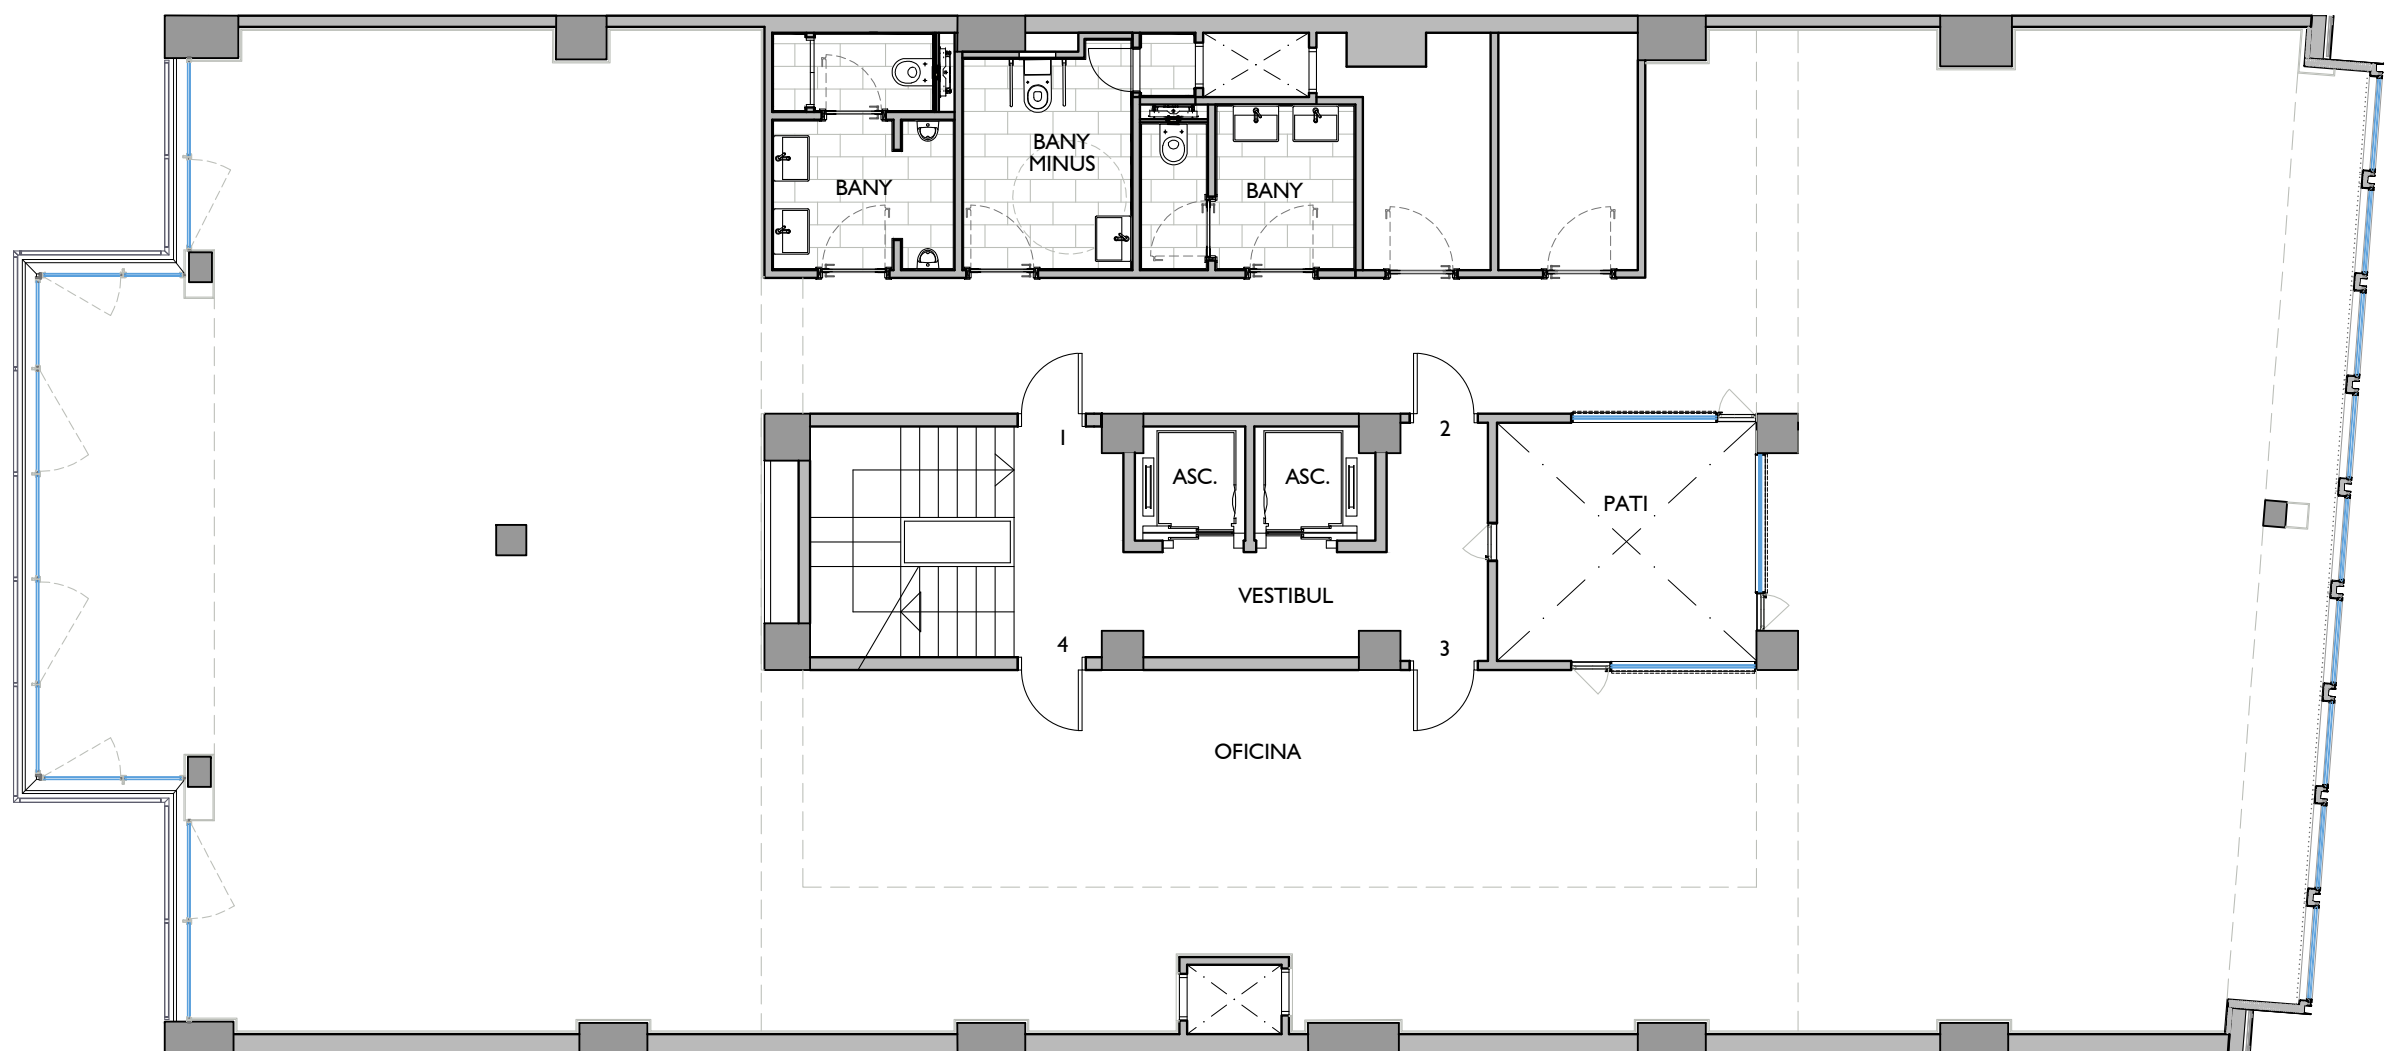 BANY
MINUS
BANY
BANY
1
2
ASC.
ASC.
PATI
VESTIBUL
4
3
OFICINA